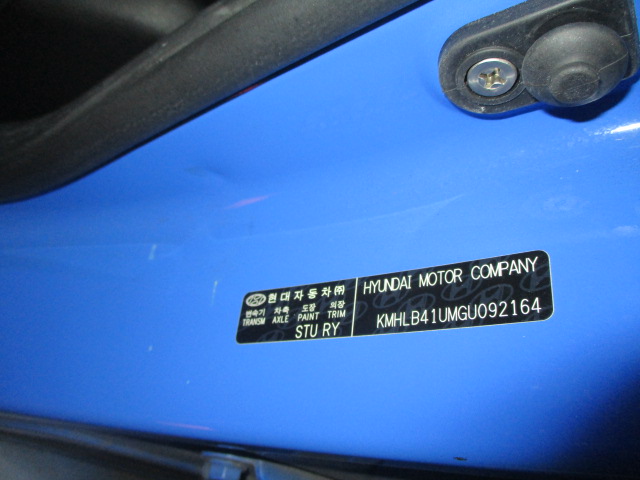 현대자동차㈜
변속기 차축 도장 의장
TRANSM AXLE PAINT TRIM
STU RY
HYUNDAI MOTOR COMPANY
KMHLB41UMGU092164